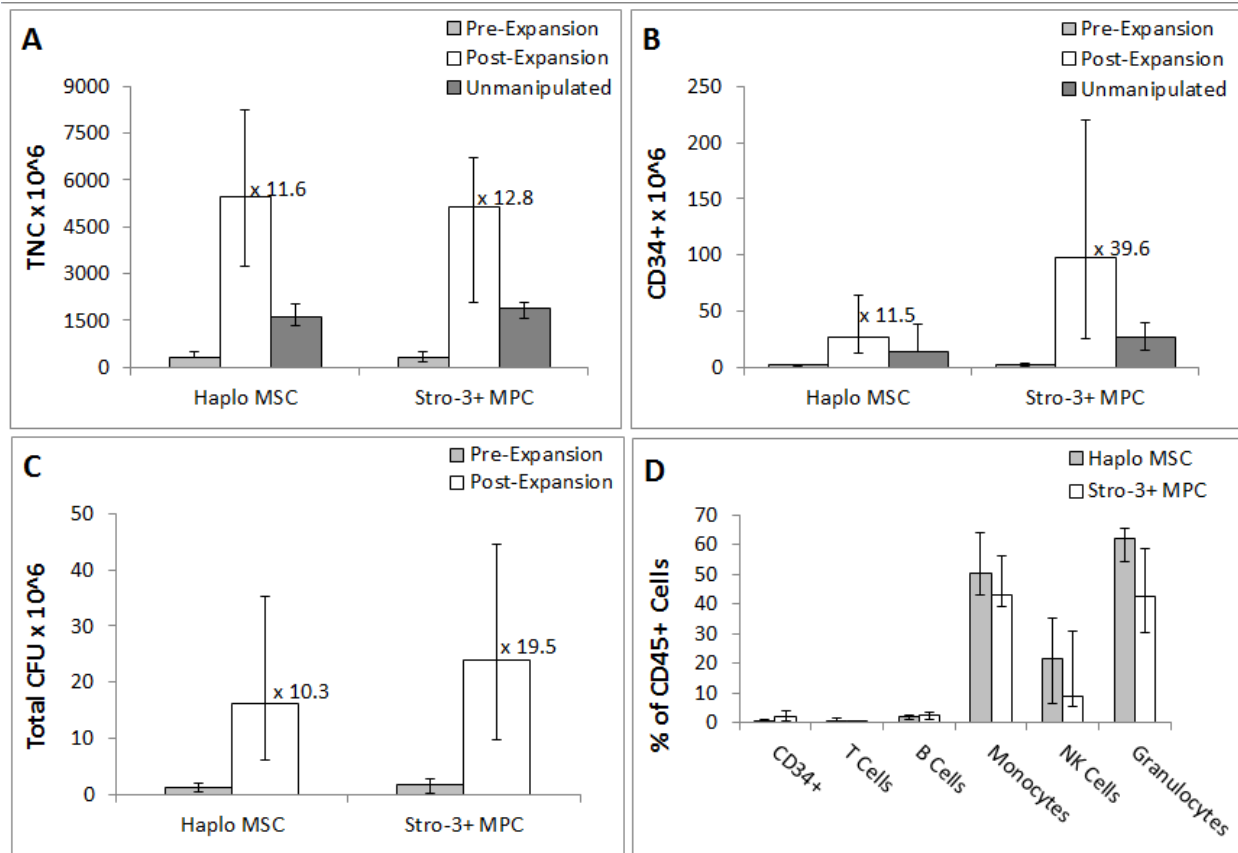 A
Pre-Expansion
Post-Expansion
Unmanipulated
TNC x 10^6
9000
7500
6000
4500
3000
1500
0
x 11.6
x 12.8
Haplo MSC
Stro-3+ MPC
B
Pre-Expansion
Post-Expansion
Unmanipulated
CD34+ x 10^6
250
200
150
100
50
0
x 11.5
x 39.6
Haplo MSC
Stro-3+ MPC
C
Pre-Expansion
Post-Expansion
Total CFU x 10^6
50
40
30
20
10
0
x 10.3
x 19.5
Haplo MSC
Stro-3+ MPC
D
Haplo MSC
Stro-3+ MPC
% of CD45+ Cells
70
60
50
40
30
20
10
0
CD34+
T Cells
B Cells
Monocytes
NK Cells
Granulocytes